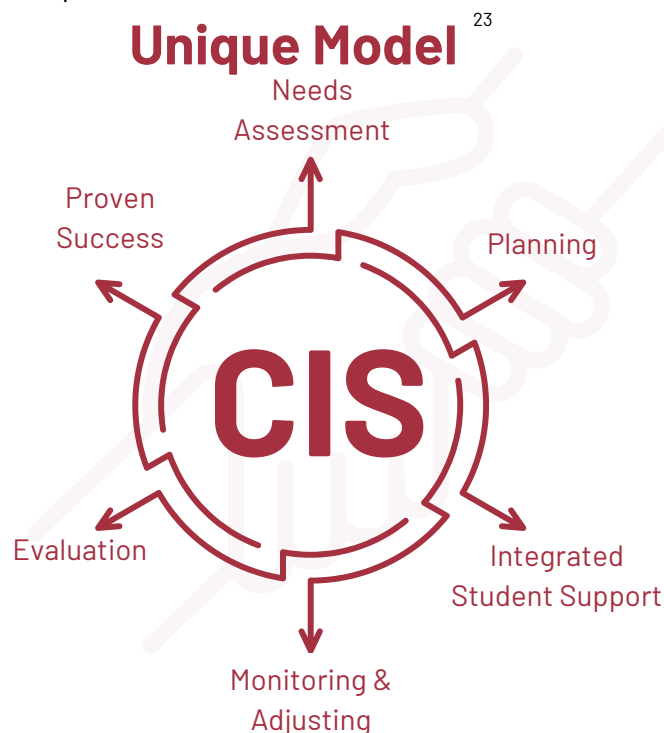 Unique Model 23
Needs
Assessment
Proven
Success
Planning
CIS
Evaluation
Integrated
Student Support
Monitoring &
Adjusting